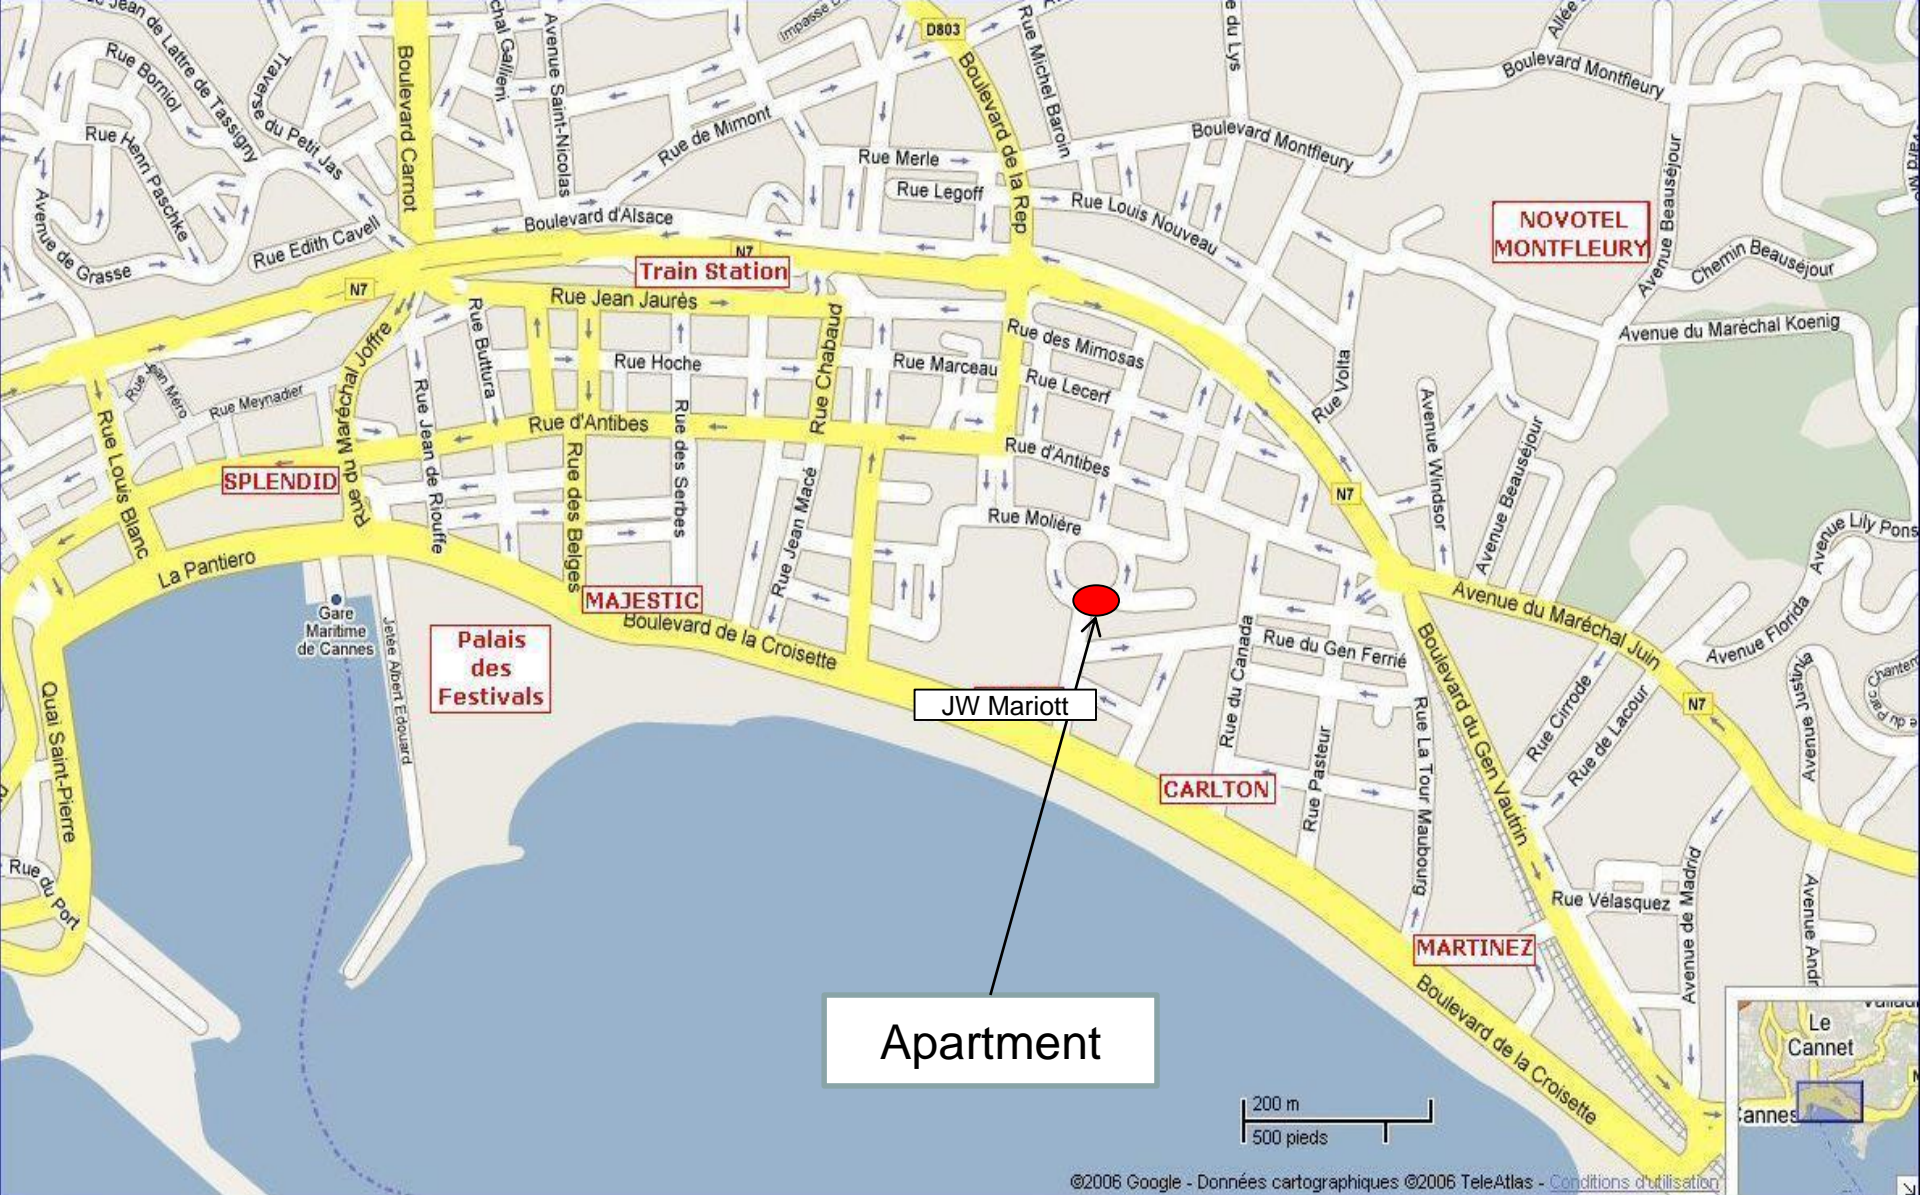 Jean de Lattre de Tassigny
Rue Borniol
Traverse du Petit Jas
Boulevard Carnot
Avenue Saint-Nicolas
D803
Boulevard de la Rep
Rue Michel Baroin
Boulevard Montfleury
Rue Henri Paschke
Rue de Mimont
Rue Merle
Boulevard Montfleury
Rue Legoff
Rue Louis Nouveau
Avenue Beauséjour
Avenue de Grasse
Rue Edith Cavell
Boulevard d'Alsace
NOVOTEL
MONTFLEURY
N7
N7
Train Station
Chemin Beauséjour
Rue Jean Jaurès
Rue Buttura
Rue Chabaud
Rue des Mimosas
Avenue du Maréchal Koenig
Rue du Maréchal Joffre
Rue Hoche
Rue Marceau
Rue Lecerf
Rue Volta
Rue Jean Méro
Rue Meynadier
Rue Jean de Riouffe
Rue d'Antibes
Rue des Serbes
Rue d'Antibes
Avenue Windsor
Avenue Beauséjour
Rue Louis Blanc
SPLENDID
Rue des Belges
Rue Jean Macé
N7
Rue Molière
Avenue Lily Pons
La Pantiero
MAJESTIC
Gare
Maritime
de Cannes
Jetée Albert Edouard
Palais
des
Festivals
Boulevard de la Croisette
Rue du Canada
Rue du Gen Ferrié
Avenue du Maréchal Juin
Avenue Florida
Quai Saint-Pierre
JW Mariott
Boulevard du Gen Vautrin
Rue Cirrode
Rue de Lacour
N7
Avenue Justinia
CARLTON
Rue Pasteur
Rue La Tour Maubourg
Rue du Port
Rue Vélasquez
Avenue de Madrid
MARTINEZ
Boulevard de la Croisette
Apartment
Le
Cannet
Cannes
200 m
500 pieds
©2006 Google - Données cartographiques ©2006 TeleAtlas - Conditions d'utilisation